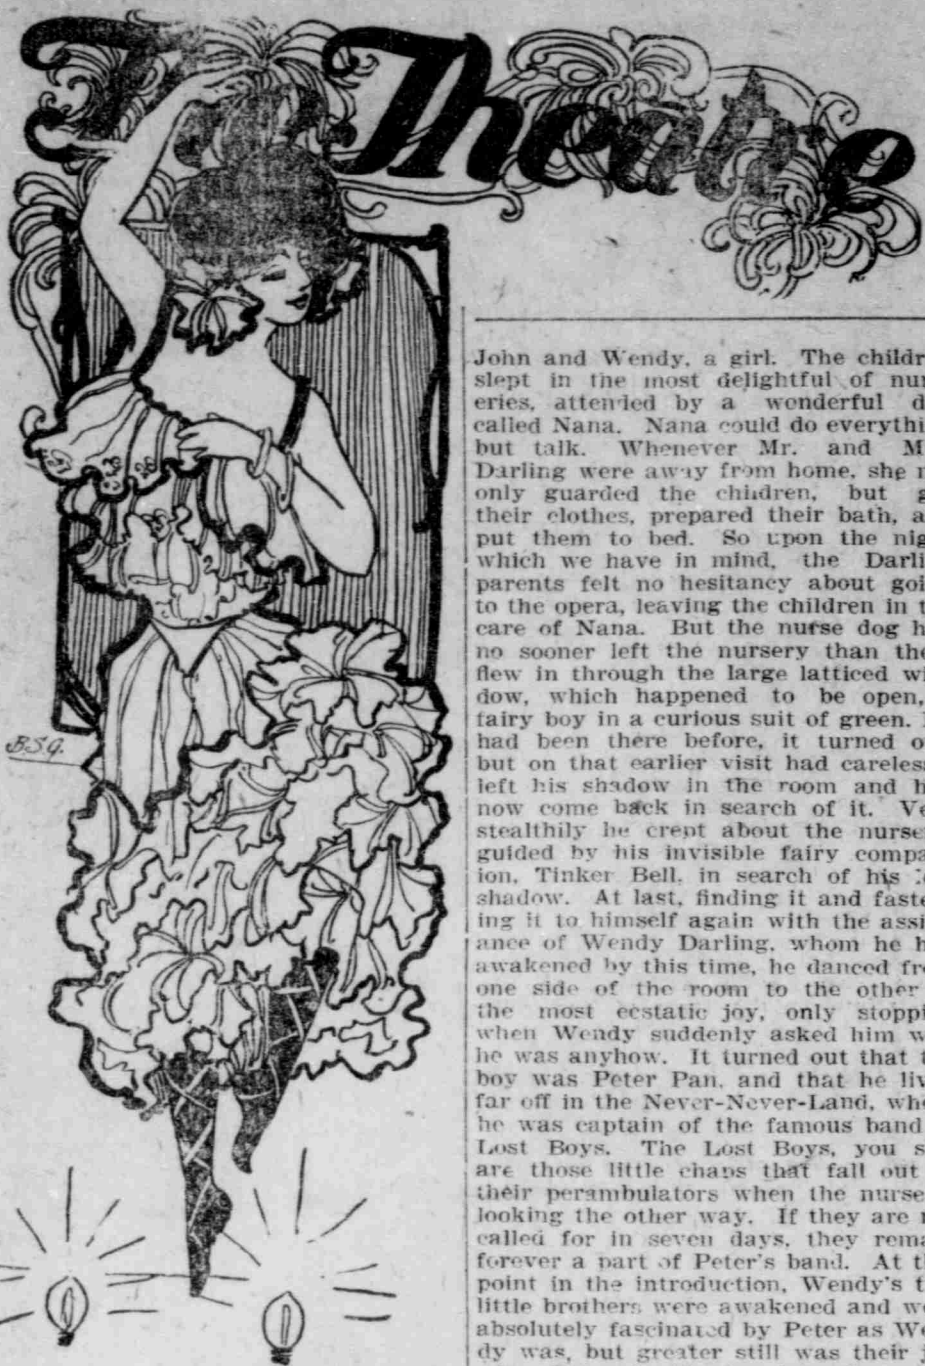 The Theatre
B.S.G.
John and Wendy, a girl. The childr
slept in the most delightful of nur
eries, attended by a wonderful d
called Nana. Nana could do everythi
but talk. Whenever Mr. and M
Darling were away from home, she n
only guarded the children, but g
their clothes, prepared their bath, a
put them to bed. So upon the nig
which we have in mind, the Darli
parents felt no hesitancy about goi
to the opera, leaving the children in t
care of Nana. But the nurse dog h
no sooner left the nursery than the
flew in through the large latticed wi
dow, which happened to be open,
fairy boy in a curious suit of green.
had been there before, it turned o
but on that earlier visit had careles
left his shadow in the room and h
now come back in search of it. Ve
stealthily he crept about the nurse
guided by his invisible fairy compa
ion, Tinker Bell, in search of his
shadow. At last, finding it and faste
ing it to himself again with the assi
ance of Wendy Darling, whom he h
awakened by this time, he danced fr
one side of the room to the other
the most ecstatic joy, only stoppi
when Wendy suddenly asked him w
he was anyhow. It turned out that t
boy was Peter Pan, and that he liv
far off in the Never-Never-Land, whe
he was captain of the famous band
Lost Boys. The Lost Boys, you s
are those little chaps that fall out
their perambulators when the nurse
looking the other way. If they are n
called for in seven days, they rema
forever a part of Peter's band. At t
point in the introduction, Wendy's t
little brothers were awakened and we
absolutely fascinated by Peter as We
dy was, but greater still was their j